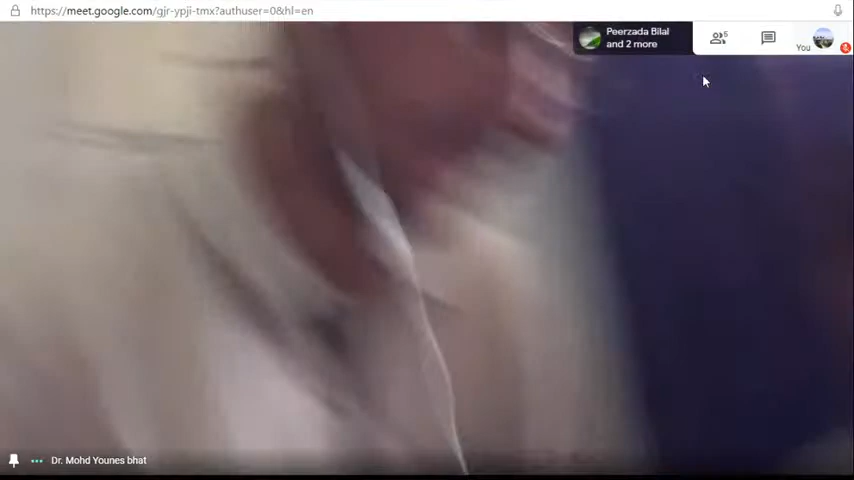 https://meet.google.com/gjr-ypji-tmx?authuser=0&hl=en
Peerzada Bilal
and 2 more
5
You
Dr. Mohd Younes bhat